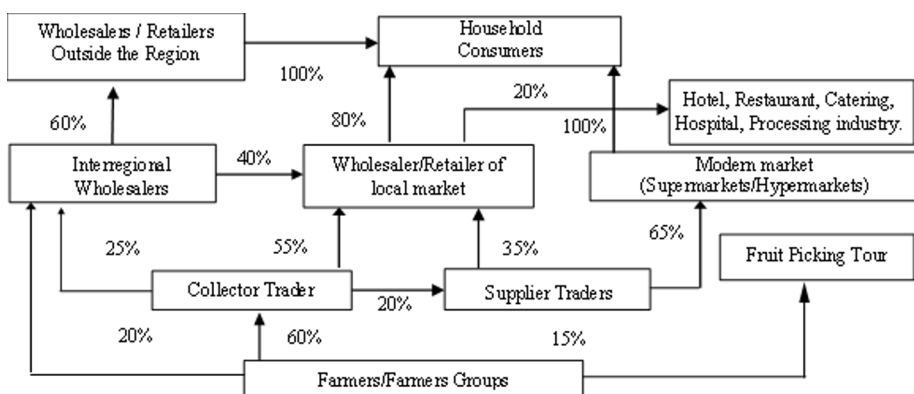 Wholesalers / Retailers
Outside the Region
Household
Consumers
100%
20%
Hotel, Restaurant, Catering,
Hospital, Processing industry.
60%
80%
100%
40%
Interregional
Wholesalers
Wholesaler/Retailer of
local market
Modern market
(Supermarkets/Hypermarkets)
25%
55%
35%
65%
Fruit Picking Tour
Collector Trader
20%
Supplier Traders
20%
60%
15%
Farmers/Farmers Groups